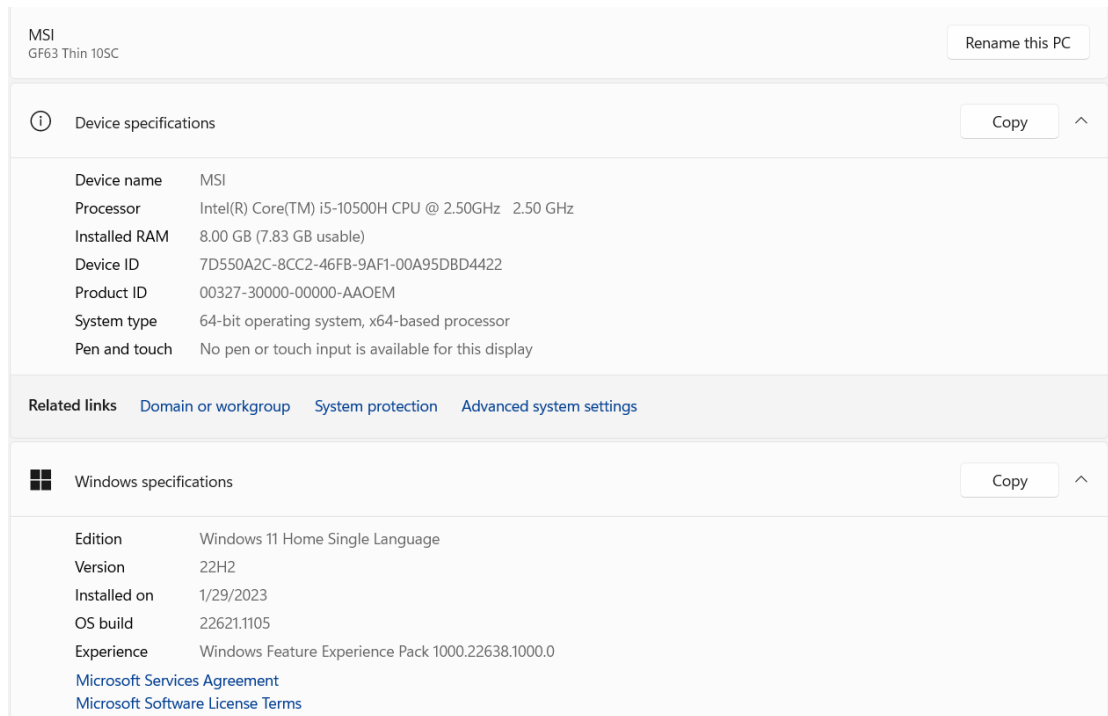 MSI
GF63 Thin 10SC
Rename this PC
Device specifications
Copy
Device name MSI
Processor Intel(R) Core(TM) i5-10500H CPU @ 2.50GHz 2.50 GHz
Installed RAM 8.00 GB (7.83 GB usable)
Device ID 7D550A2C-8CC2-46FB-9AF1-00A95DBD4422
Product ID 00327-30000-00000-AAOEM
System type 64-bit operating system, x64-based processor
Pen and touch No pen or touch input is available for this display
Related links Domain or workgroup System protection Advanced system settings
Windows specifications
Copy
Edition Windows 11 Home Single Language
Version 22H2
Installed on 1/29/2023
OS build 22621.1105
Experience Windows Feature Experience Pack 1000.22638.1000.0
Microsoft Services Agreement
Microsoft Software License Terms